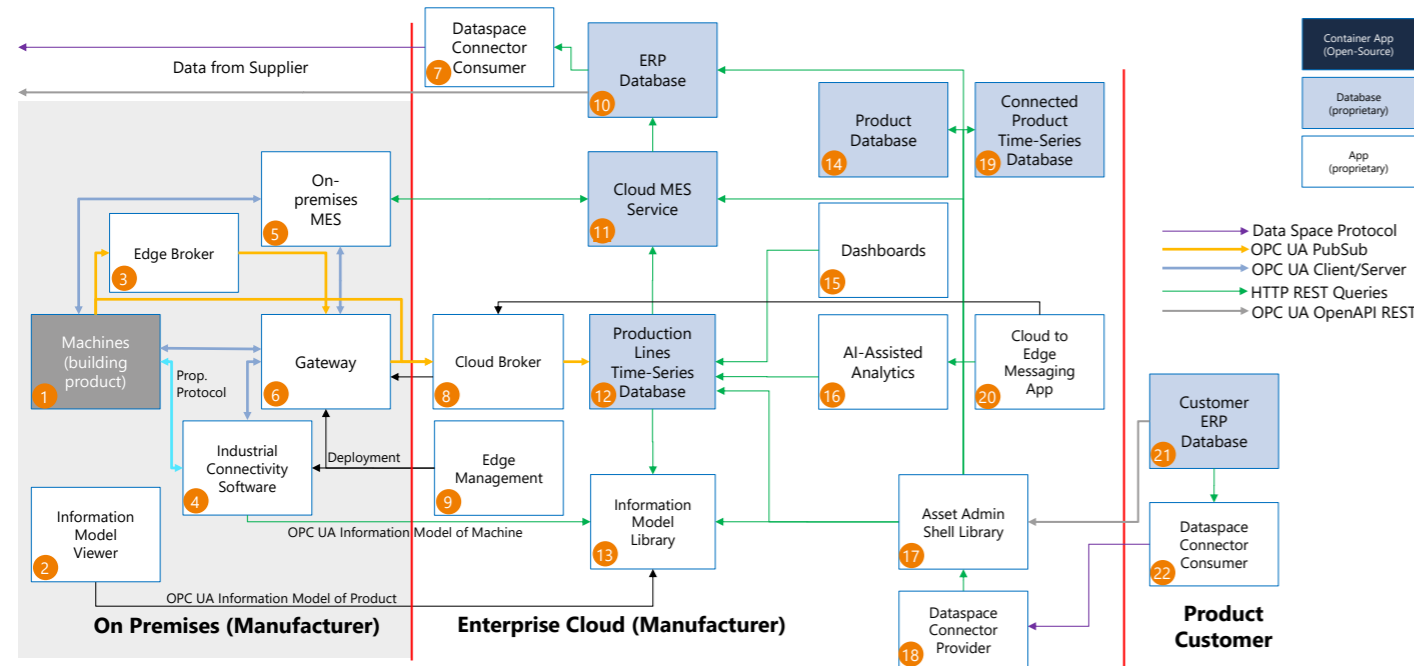 Dataspace
Connector
Consumer
7
ERP
Database
10
Data from Supplier
Product
Database
14
Connected
Product
Time-Series
Database
19
Container App
(Open-Source)
Database
(proprietary)
App
(proprietary)
On-
premises
MES
5
Cloud MES
Service
11
Edge Broker
3
Dashboards
15
Data Space Protocol
OPC UA PubSub
OPC UA Client/Server
HTTP REST Queries
OPC UA OpenAPI REST
Machines
(building
product)
1
Prop.
Protocol
Gateway
6
Cloud Broker
8
Production
Lines
Time-Series
Database
12
AI-Assisted
Analytics
16
Cloud to
Edge
Messaging
App
20
Customer
ERP
Database
21
Industrial
Connectivity
Software
4
Deployment
Edge
Management
9
Information
Model
Viewer
2
OPC UA Information Model of Machine
Information
Model
Library
13
Asset Admin
Shell Library
17
Dataspace
Connector
Consumer
22
OPC UA Information Model of Product
On Premises (Manufacturer)
Enterprise Cloud (Manufacturer)
Dataspace
Connector
Provider
18
Product
Customer